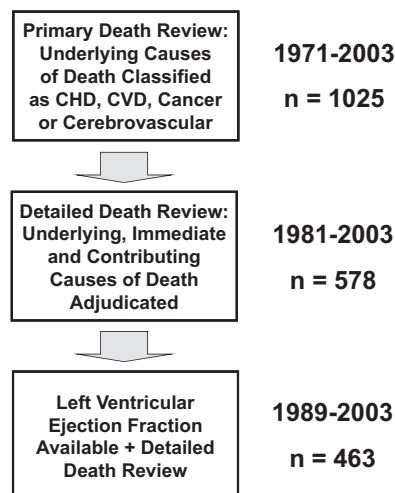 Primary Death Review:
Underlying Causes
of Death Classified
as CHD, CVD, Cancer
or Cerebrovascular
1971-2003
n = 1025
Detailed Death Review:
Underlying, Immediate
and Contributing
Causes of Death
Adjudicated
1981-2003
n = 578
Left Ventricular
Ejection Fraction
Available + Detailed
Death Review
1989-2003
n = 463